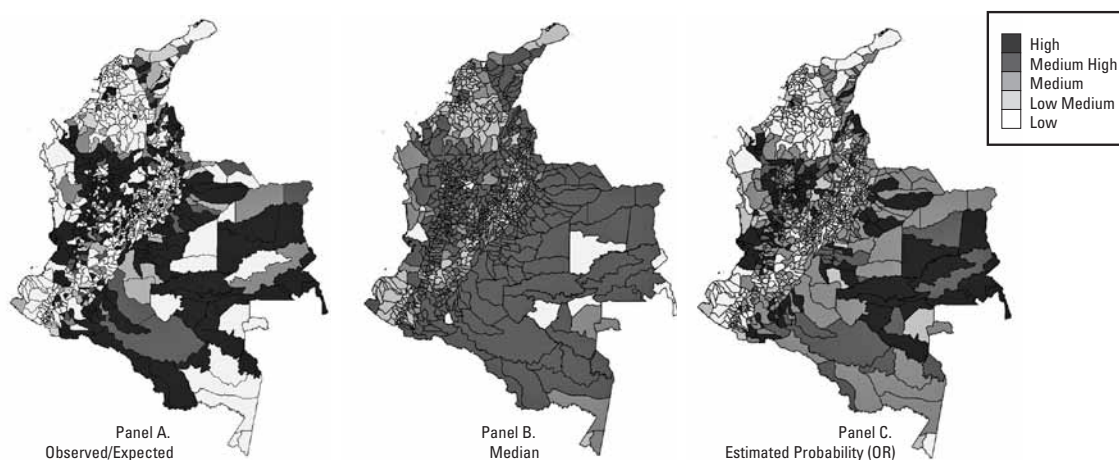 High
Medium High
Medium
Low Medium
Low
Panel A.
Observed/Expected
Panel B.
Median
Panel C.
Estimated Probability (OR)